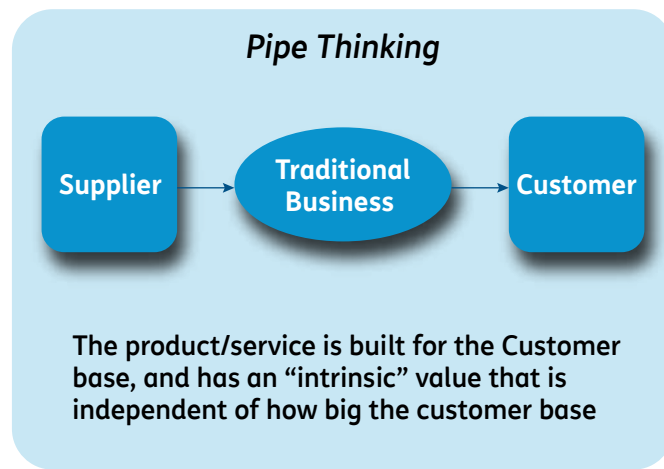 Pipe Thinking
Supplier
Traditional
Business
Customer
The product/service is built for the Customer
base, and has an “intrinsic” value that is
independent of how big the customer base